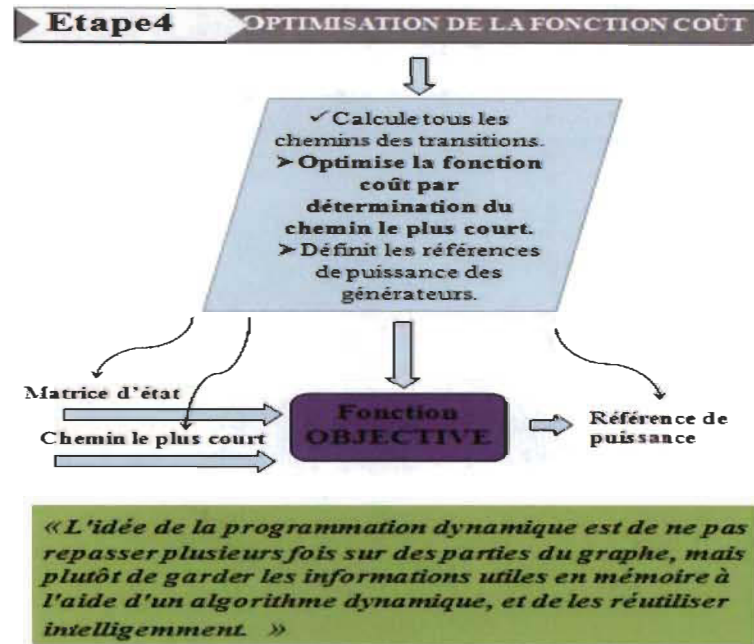 Etape4 OPTIMISATION DE LA FONCTION COÛT
✓ Calcule tous les
chemins des transitions.
➤ Optimise la fonction
coût par
détermination du
chemin le plus court.
➤ Définit les références
de puissance des
générateurs.
Matrice d'état
Chemin le plus court
Fonction
OBJECTIVE
Référence de
puissance
« L'idée de la programmation dynamique est de ne pas
repasser plusieurs fois sur des parties du graphe, mais
plutôt de garder les informations utiles en mémoire à
l'aide d'un algorithme dynamique, et de les réutiliser
intelligemment. »